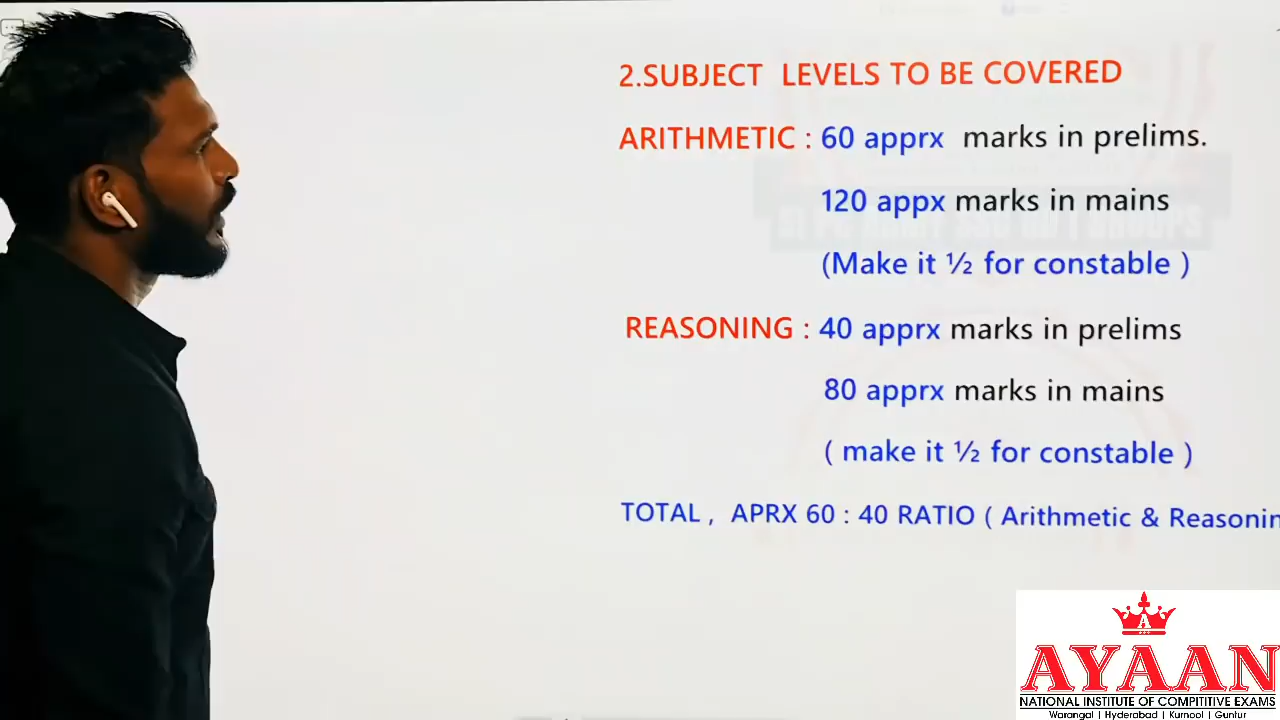 2.SUBJECT LEVELS TO BE COVERED
ARITHMETIC : 60 apprx marks in prelims.
120 appx marks in mains
(Make it ½ for constable )
REASONING : 40 apprx marks in prelims
80 apprx marks in mains
( make it ½ for constable )
TOTAL , APRX 60 : 40 RATIO ( Arithmetic & Reasonin
A
AYAAN
NATIONAL INSTITUTE OF COMPITIVE EXAMS
Warangal | Hyderabad | Kurnool | Guntur